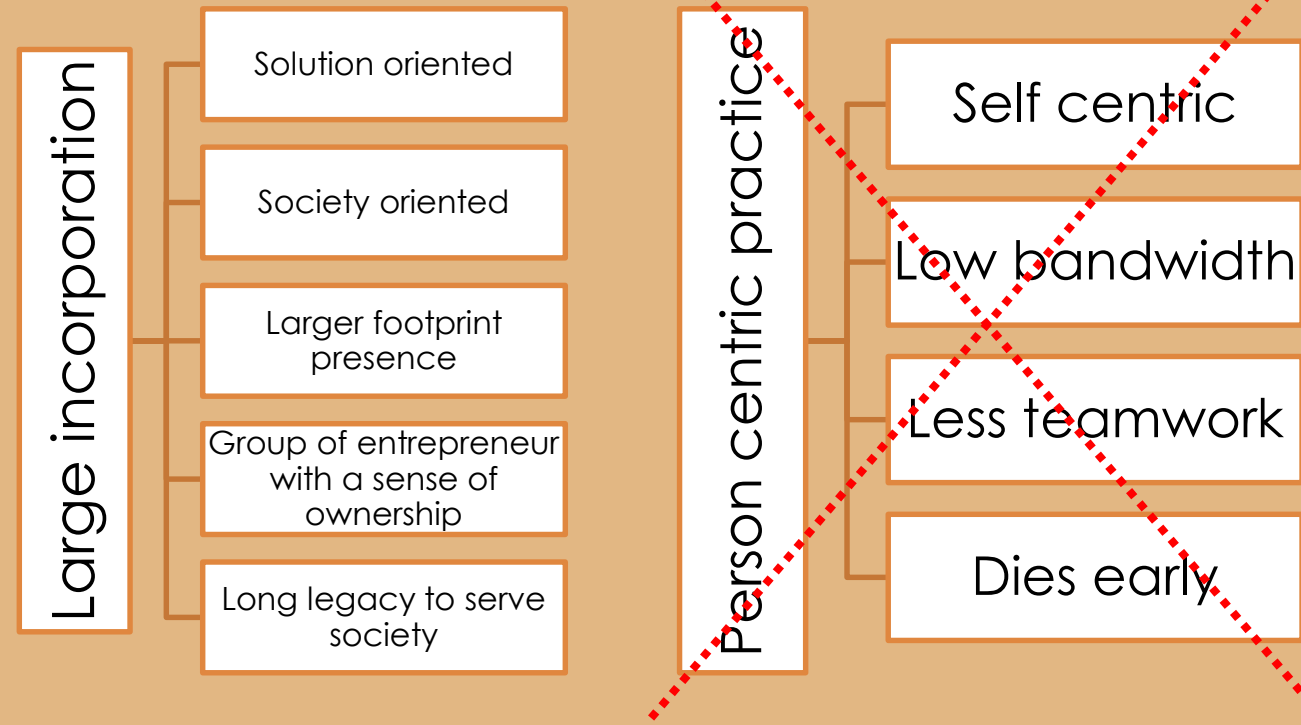 Large incorporation
Solution oriented
Society oriented
Larger footprint
presence
Group of entrepreneur
with a sense of
ownership
Long legacy to serve
society
Person centric practice
Self centric
Low bandwidth
Less teamwork
Dies early